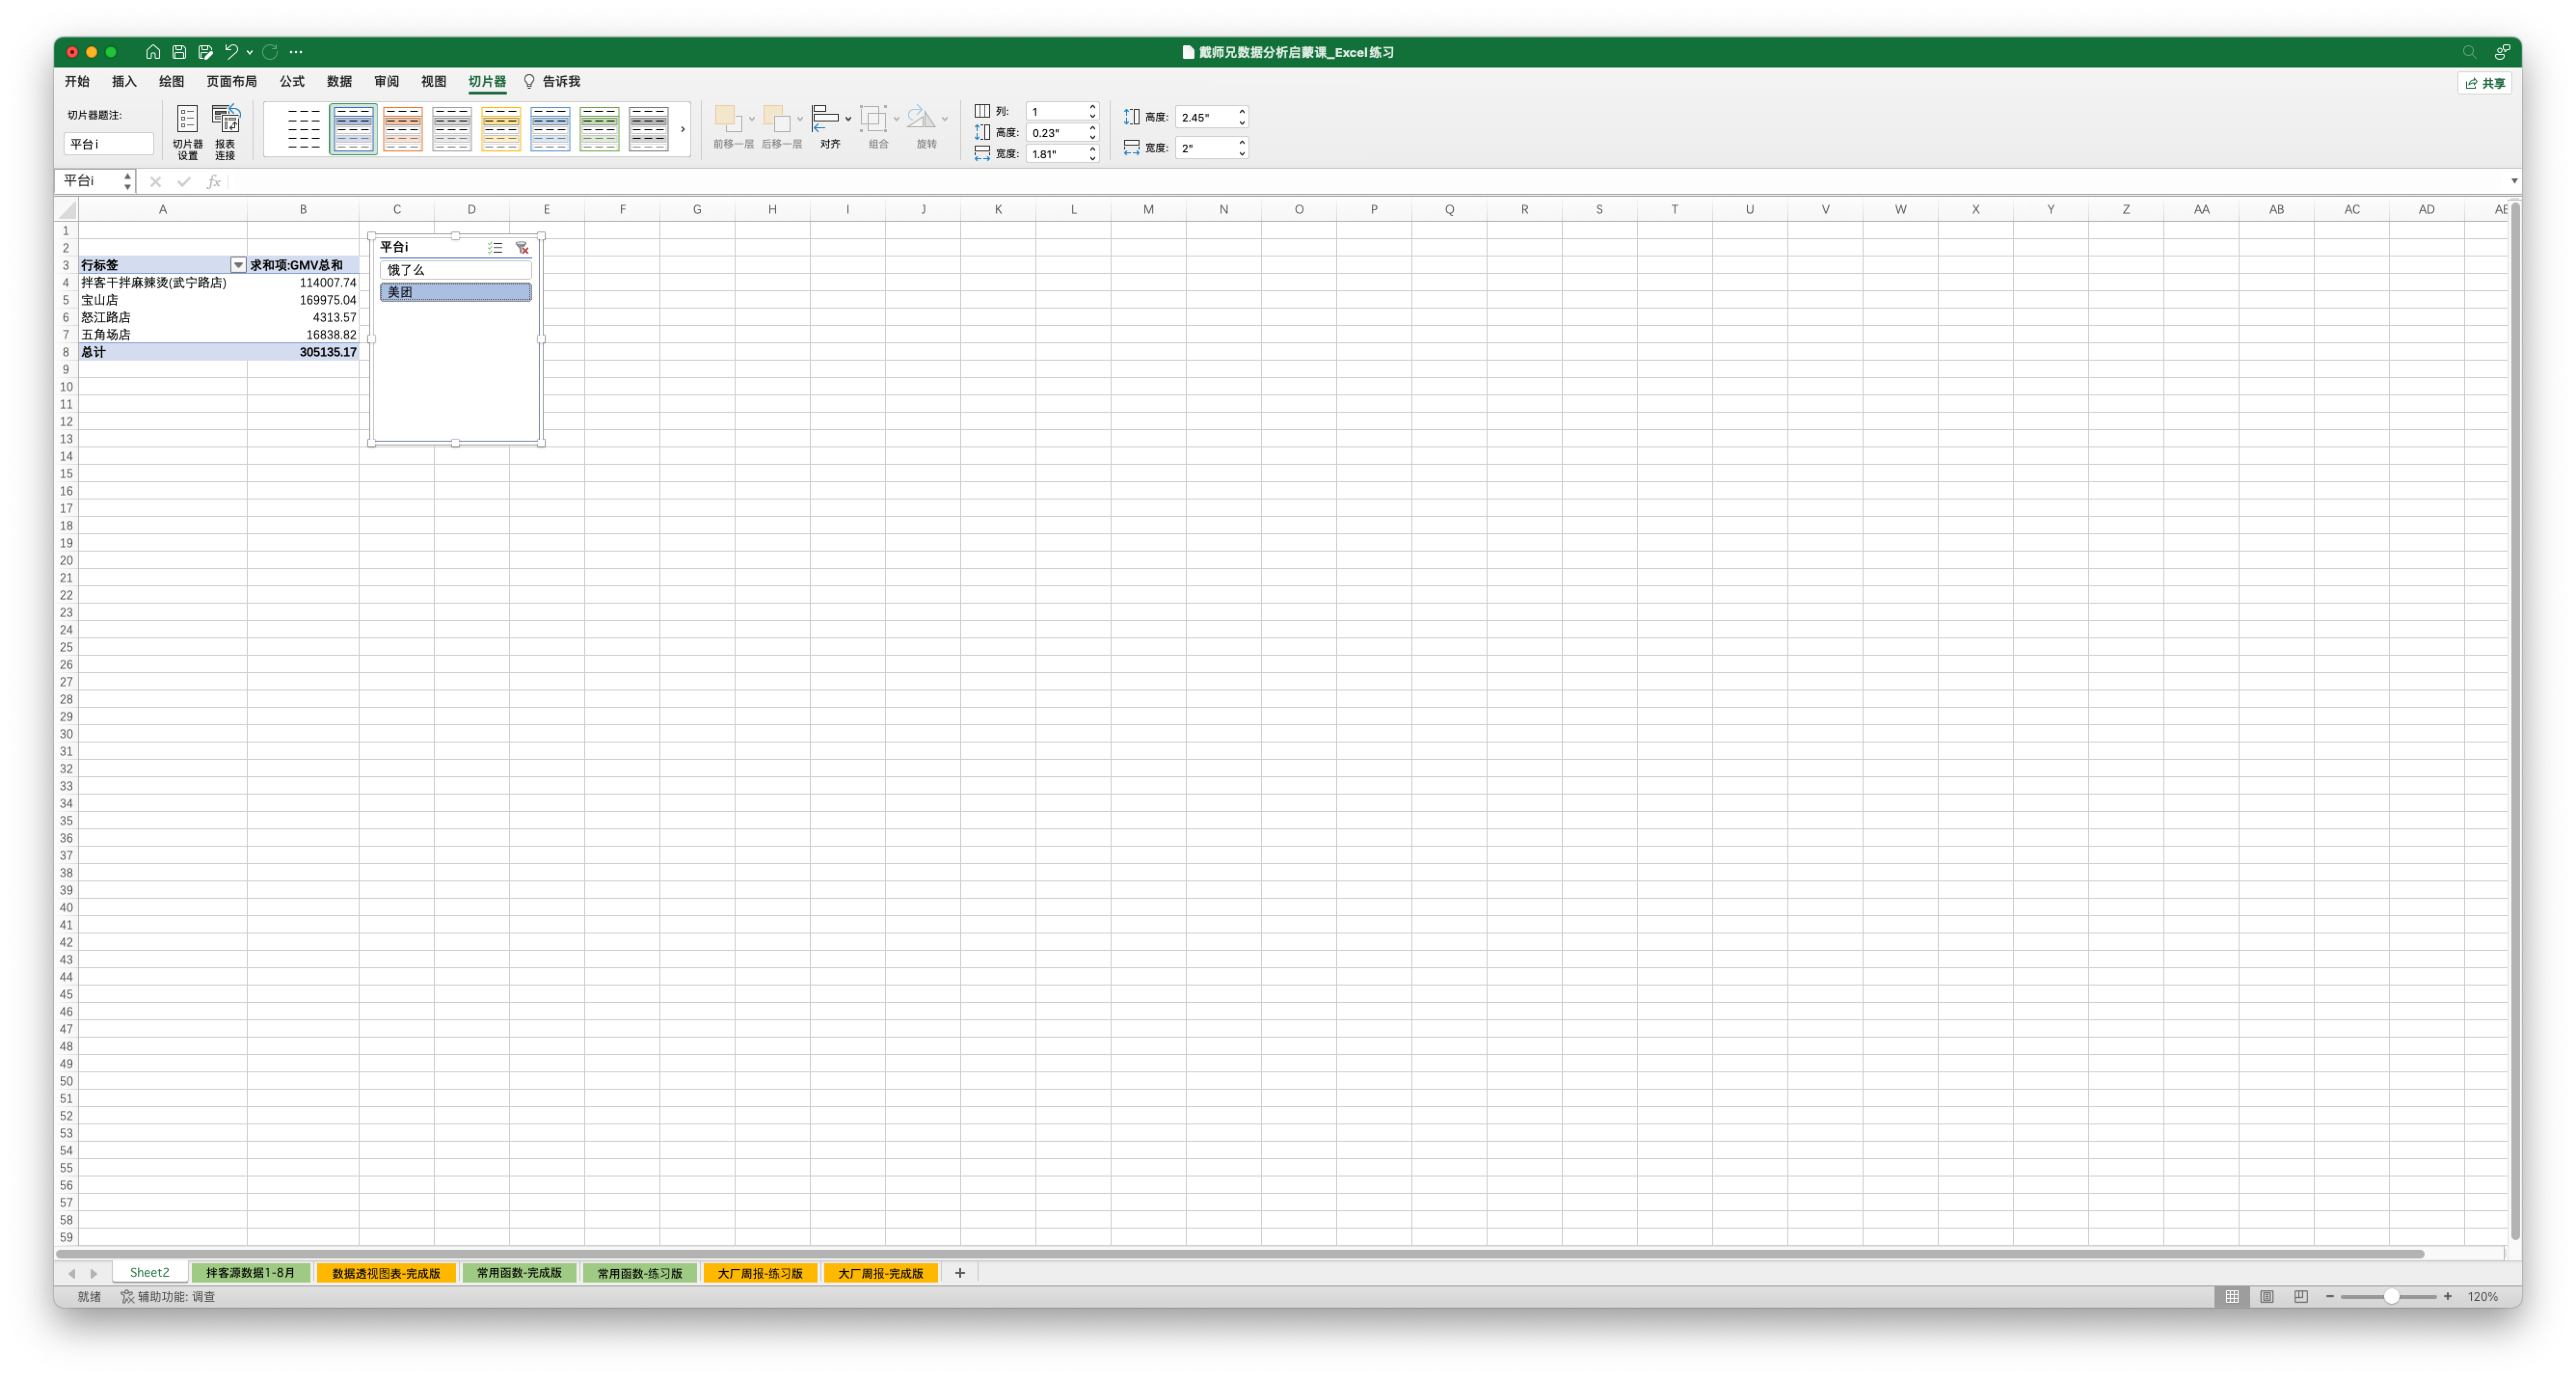 戴师兄数据分析启蒙课_Excel练习
开始 插入 绘图 页面布局 公式 数据 审阅 视图 切片器 告诉我
共享
切片器题注:
平台i
切片器
设置
报表
连接
前移一层 后移一层 对齐 组合 旋转
列: 1
高度: 0.23"
宽度: 1.81"
高度: 2.45"
宽度: 2"
平台i fx
A B C D E F G H I J K L M N O P Q R S T U V W X Y Z AA AB AC AD AE
1
2
3 行标签 求和项:GMV总和
4 拌客干拌麻辣烫(武宁路店) 114007.74
5 宝山店 169975.04
6 怒江路店 4313.57
7 五角场店 16838.82
8 总计 305135.17
平台i
饿了么
美团
9
10
11
12
13
14
15
16
17
18
19
20
21
22
23
24
25
26
27
28
29
30
31
32
33
34
35
36
37
38
39
40
41
42
43
44
45
46
47
48
49
50
51
52
53
54
55
56
57
58
59
Sheet2 拌客源数据1-8月 数据透视图表-完成版 常用函数-完成版 常用函数-练习版 大厂周报-练习版 大厂周报-完成版 +
就绪 辅助功能: 调查 120%